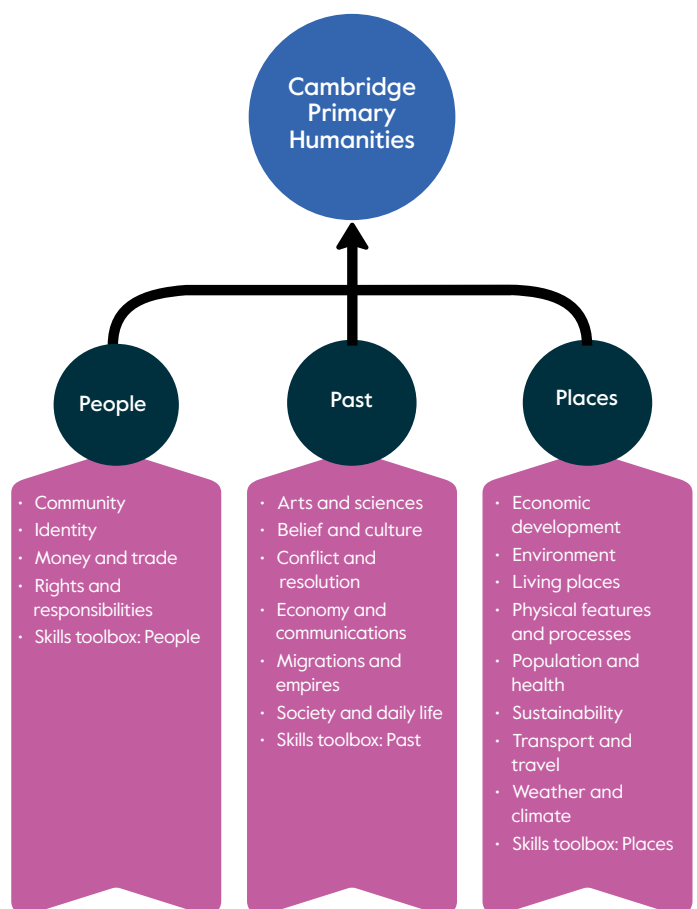 Cambridge
Primary
Humanities
People
· Community
· Identity
· Money and trade
· Rights and
responsibilities
· Skills toolbox: People
Past
· Arts and sciences
· Belief and culture
· Conflict and
resolution
· Economy and
communications
· Migrations and
empires
· Society and daily life
· Skills toolbox: Past
Places
· Economic
development
· Environment
· Living places
· Physical features
and processes
· Population and
health
· Sustainability
· Transport and
travel
· Weather and
climate
· Skills toolbox: Places